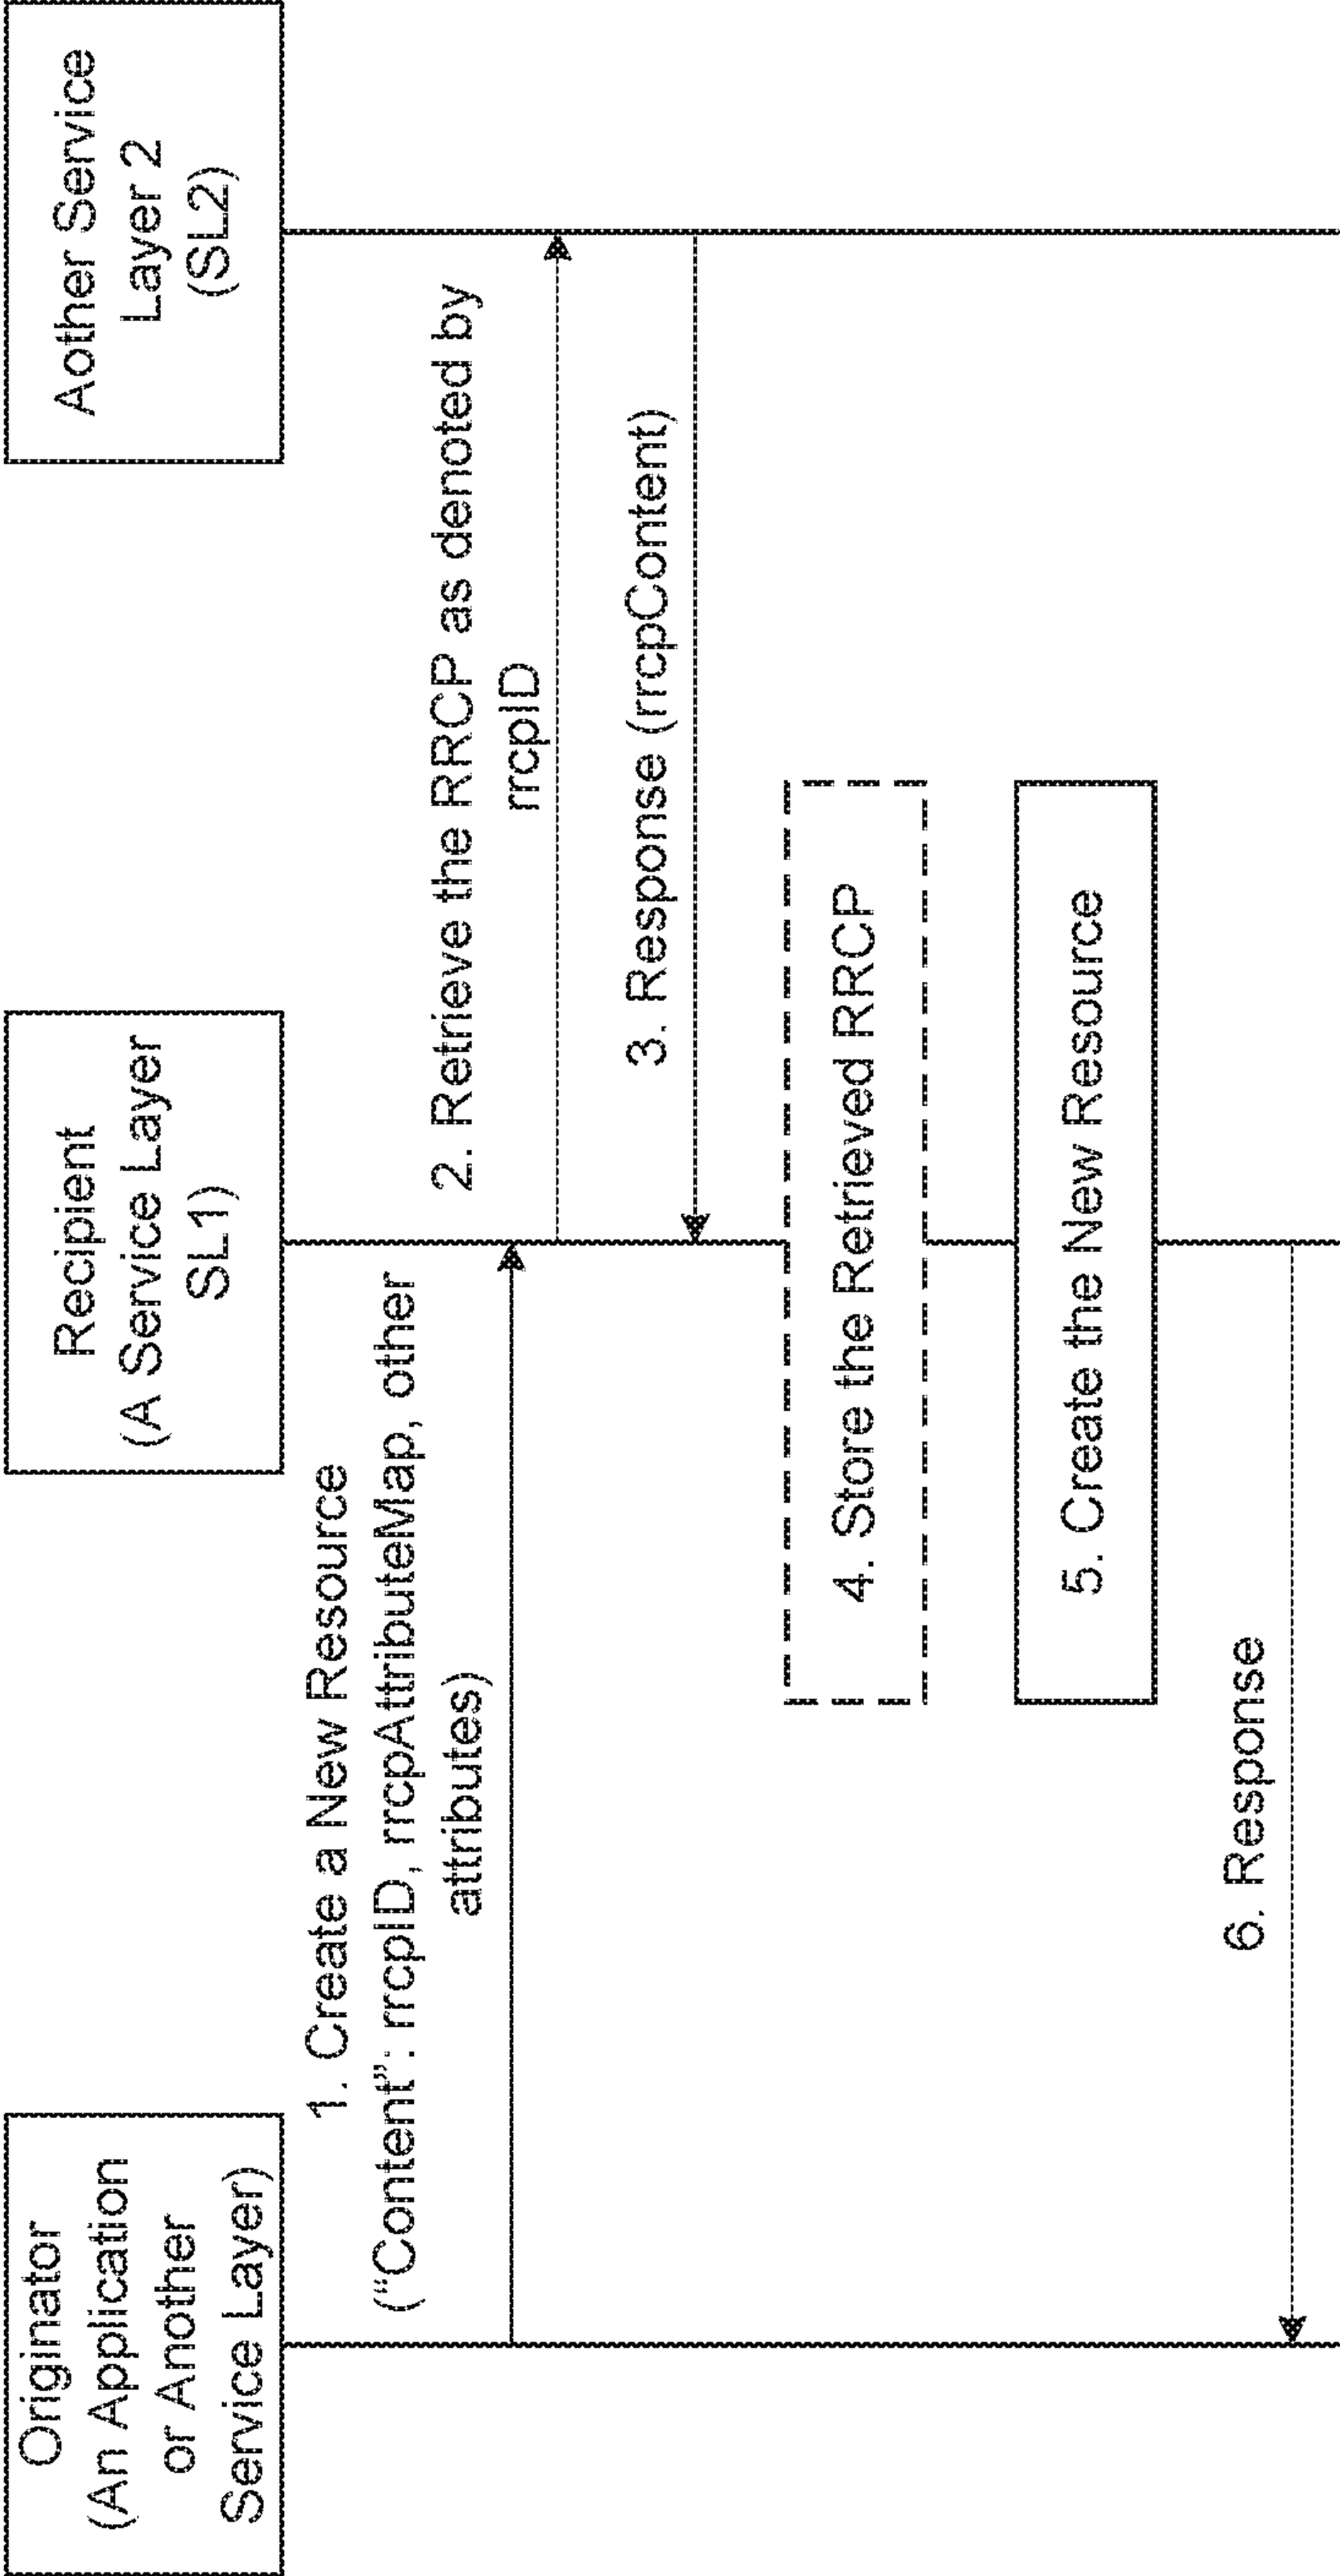 Originator
(An Application
or Another
Service Layer)
Recipient
(A Service Layer
SL1)
Aother Service
Layer 2
(SL2)
1. Create a New Resource
(“Content”: rrcpID, rrcpAttributeMap, other
attributes)
2. Retrieve the RRCP as denoted by
rrcpID
3. Response (rrcpContent)
4. Store the Retrieved RRCP
5. Create the New Resource
6. Response